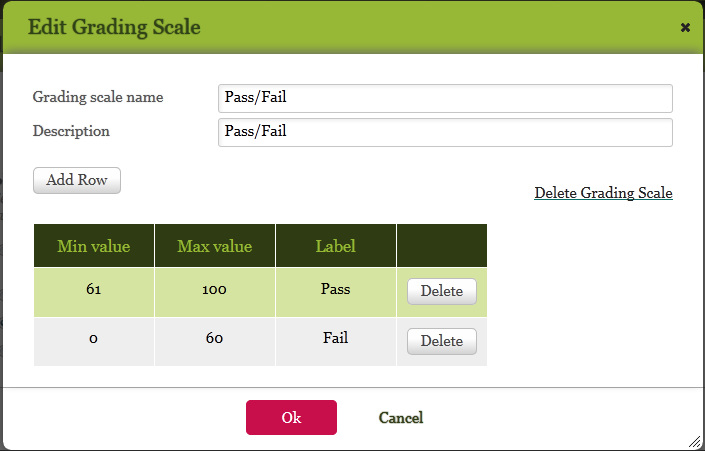 Edit Grading Scale
Grading scale name Pass/Fail
Description Pass/Fail
Add Row
Delete Grading Scale
Min value Max value Label
61 100 Pass Delete
0 60 Fail Delete
Ok Cancel